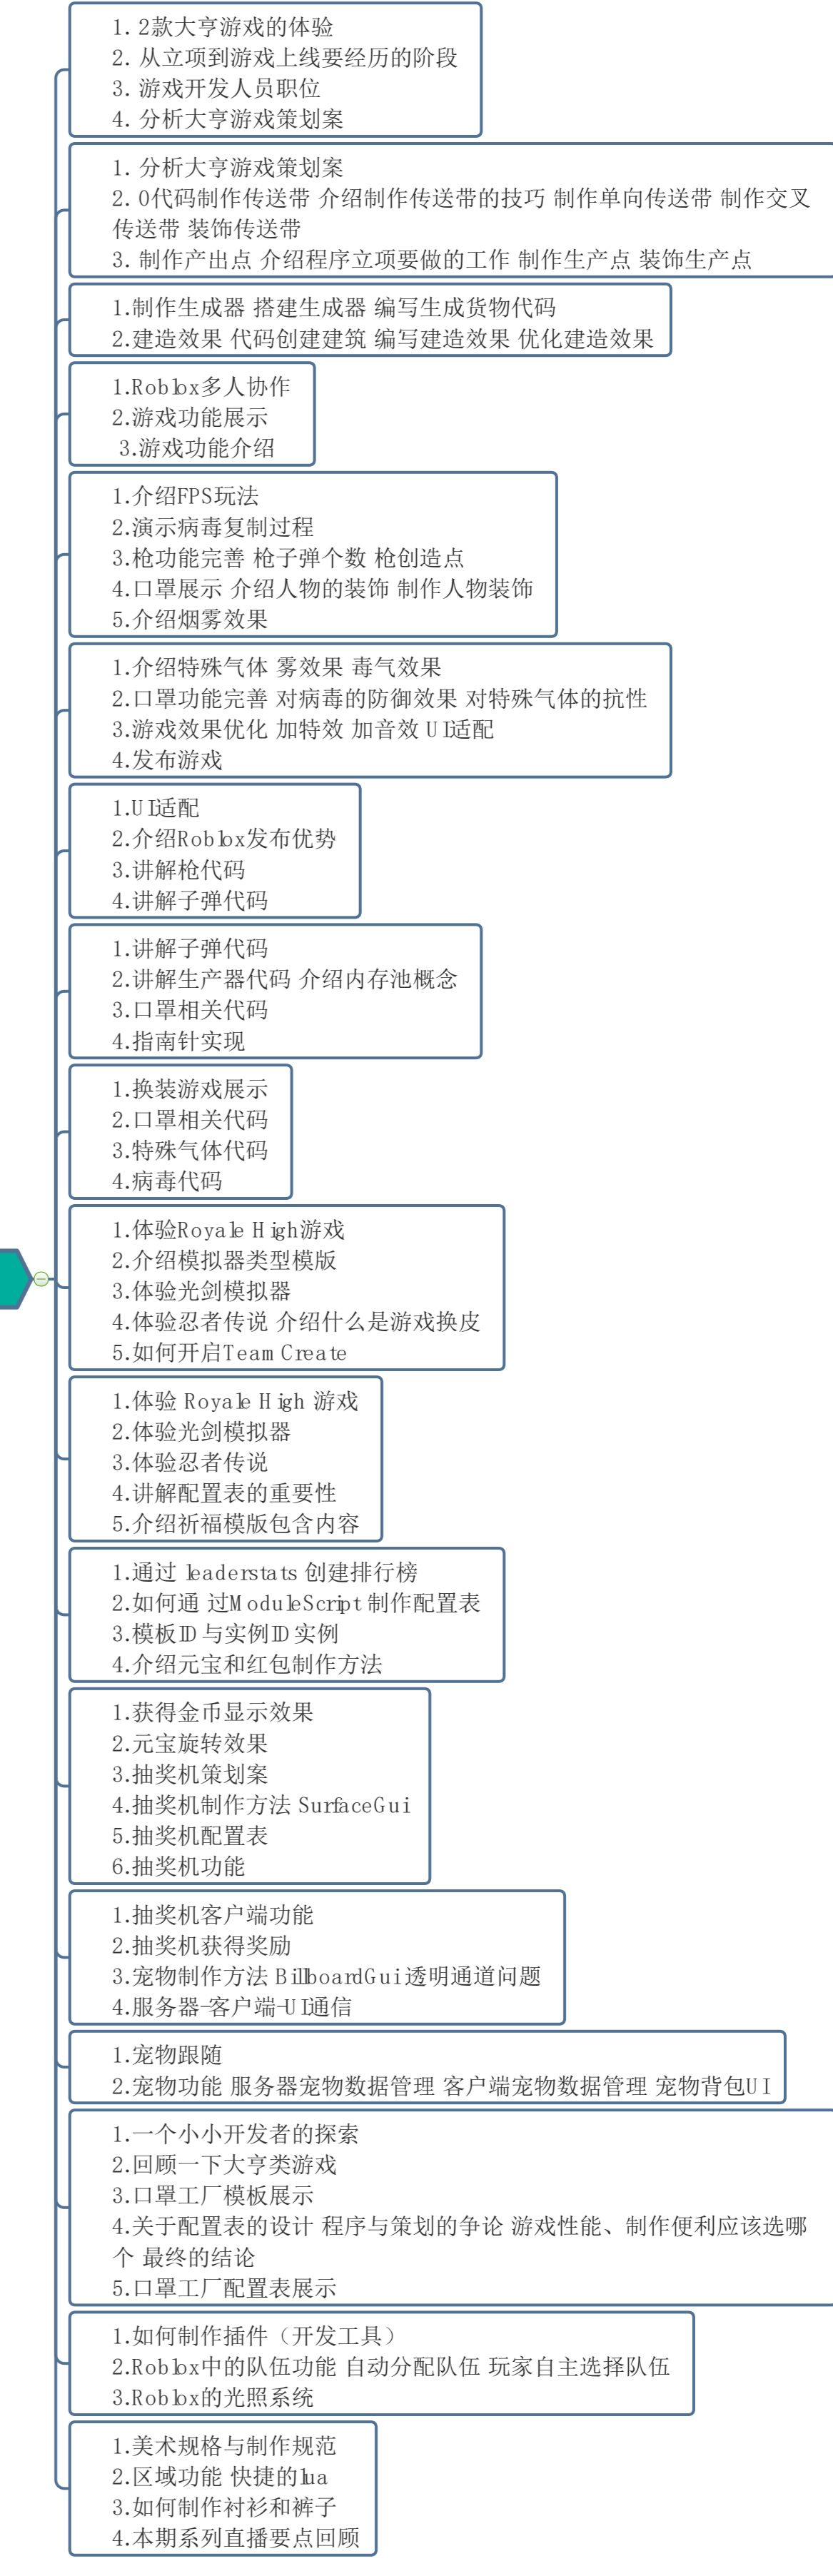 1. 2款大亨游戏的体验
2. 从立项到游戏上线要经历的阶段
3. 游戏开发人员职位
4. 分析大亨游戏策划案
1. 分析大亨游戏策划案
2. 0代码制作传送带 介绍制作传送带的技巧 制作单向传送带 制作交叉
传送带 装饰传送带
3. 制作产出点 介绍程序立项要做的工作 制作生产点 装饰生产点
1.制作生成器 搭建生成器 编写生成货物代码
2.建造效果 代码创建建筑 编写建造效果 优化建造效果
1.Roblox多人协作
2.游戏功能展示
3.游戏功能介绍
1.介绍FPS玩法
2.演示病毒复制过程
3.枪功能完善 枪子弹个数 枪创造点
4.口罩展示 介绍人物的装饰 制作人物装饰
5.介绍烟雾效果
1.介绍特殊气体 雾效果 毒气效果
2.口罩功能完善 对病毒的防御效果 对特殊气体的抗性
3.游戏效果优化 加特效 加音效 UI适配
4.发布游戏
1.UI适配
2.介绍Roblox发布优势
3.讲解枪代码
4.讲解子弹代码
1.讲解子弹代码
2.讲解生产器代码 介绍内存池概念
3.口罩相关代码
4.指南针实现
1.换装游戏展示
2.口罩相关代码
3.特殊气体代码
4.病毒代码
1.体验Royale High游戏
2.介绍模拟器类型模版
3.体验光剑模拟器
4.体验忍者传说 介绍什么是游戏换皮
5.如何开启Team Create
1.体验 Royale High 游戏
2.体验光剑模拟器
3.体验忍者传说
4.讲解配置表的重要性
5.介绍祈福模版包含内容
1.通过 leaderstats 创建排行榜
2.如何通 过ModuleScript 制作配置表
3.模板ID 与实例ID 实例
4.介绍元宝和红包制作方法
1.获得金币显示效果
2.元宝旋转效果
3.抽奖机策划案
4.抽奖机制作方法 SurfaceGui
5.抽奖机配置表
6.抽奖机功能
1.抽奖机客户端功能
2.抽奖机获得奖励
3.宠物制作方法 BillboardGui透明通道问题
4.服务器-客户端-UI通信
1.宠物跟随
2.宠物功能 服务器宠物数据管理 客户端宠物数据管理 宠物背包UI
1.一个小小开发者的探索
2.回顾一下大亨类游戏
3.口罩工厂模板展示
4.关于配置表的设计 程序与策划的争论 游戏性能、制作便利应该选哪
个 最终的结论
5.口罩工厂配置表展示
1.如何制作插件（开发工具）
2.Roblox中的队伍功能 自动分配队伍 玩家自主选择队伍
3.Roblox的光照系统
1.美术规格与制作规范
2.区域功能 快捷的lua
3.如何制作衬衫和裤子
4.本期系列直播要点回顾